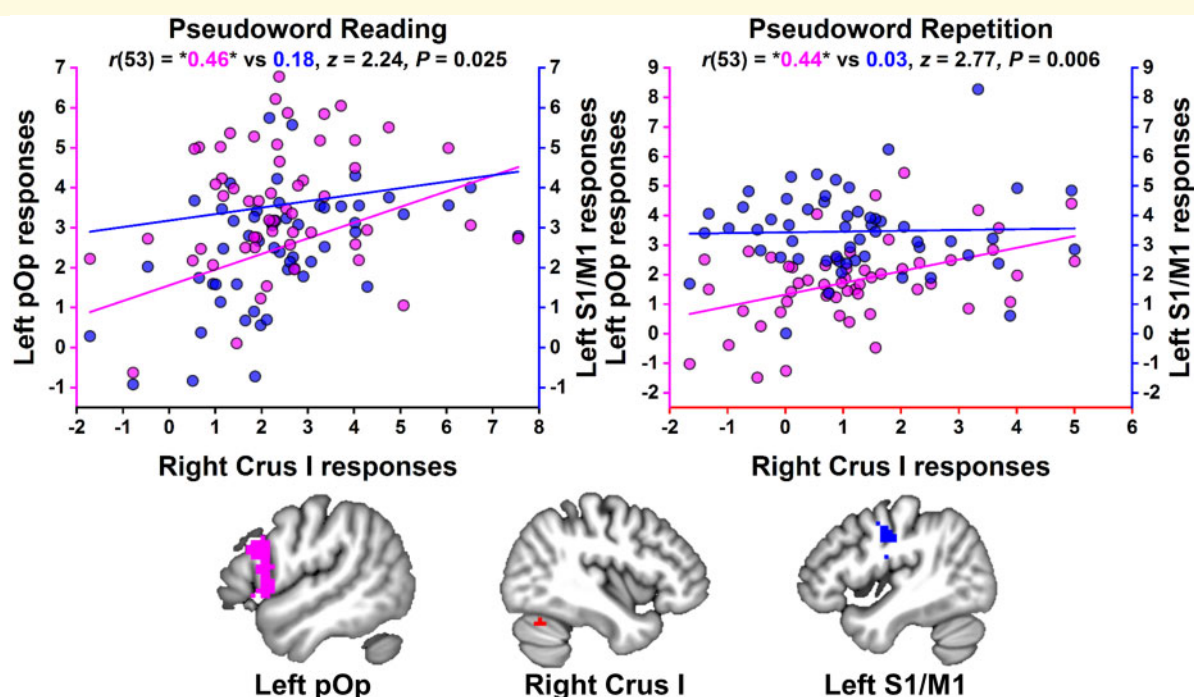 Pseudoword Reading
r(53) = *0.46* vs 0.18, z = 2.24, P = 0.025
7
6
5
4
3
2
1
0
-1
Left pOp responses
7
6
5
4
3
2
1
0
-1
Left S1/M1 responses
-2 -1 0 1 2 3 4 5 6 7 8
Right Crus I responses
Pseudoword Repetition
r(53) = *0.44* vs 0.03, z = 2.77, P = 0.006
9
8
7
6
5
4
3
2
1
0
-1
-2
Left pOp responses
9
8
7
6
5
4
3
2
1
0
-1
-2
Left S1/M1 responses
-2 -1 0 1 2 3 4 5 6
Right Crus I responses
Left pOp
Right Crus I
Left S1/M1